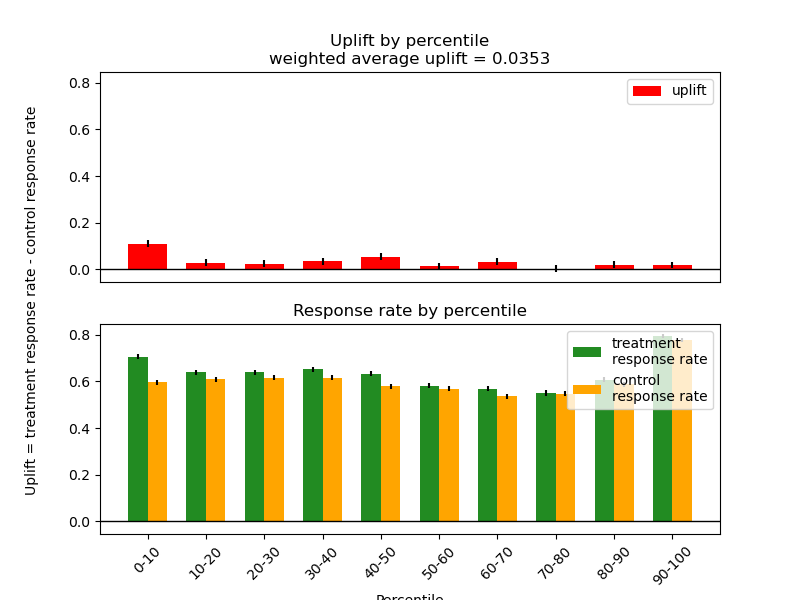 Uplift by percentile
weighted average uplift = 0.0353
Uplift = treatment response rate - control response rate
0.8
0.6
0.4
0.2
0.0
uplift
Response rate by percentile
0.8
0.6
0.4
0.2
0.0
treatment
response rate
control
response rate
0-10
10-20
20-30
30-40
40-50
50-60
60-70
70-80
80-90
90-100
Percentile